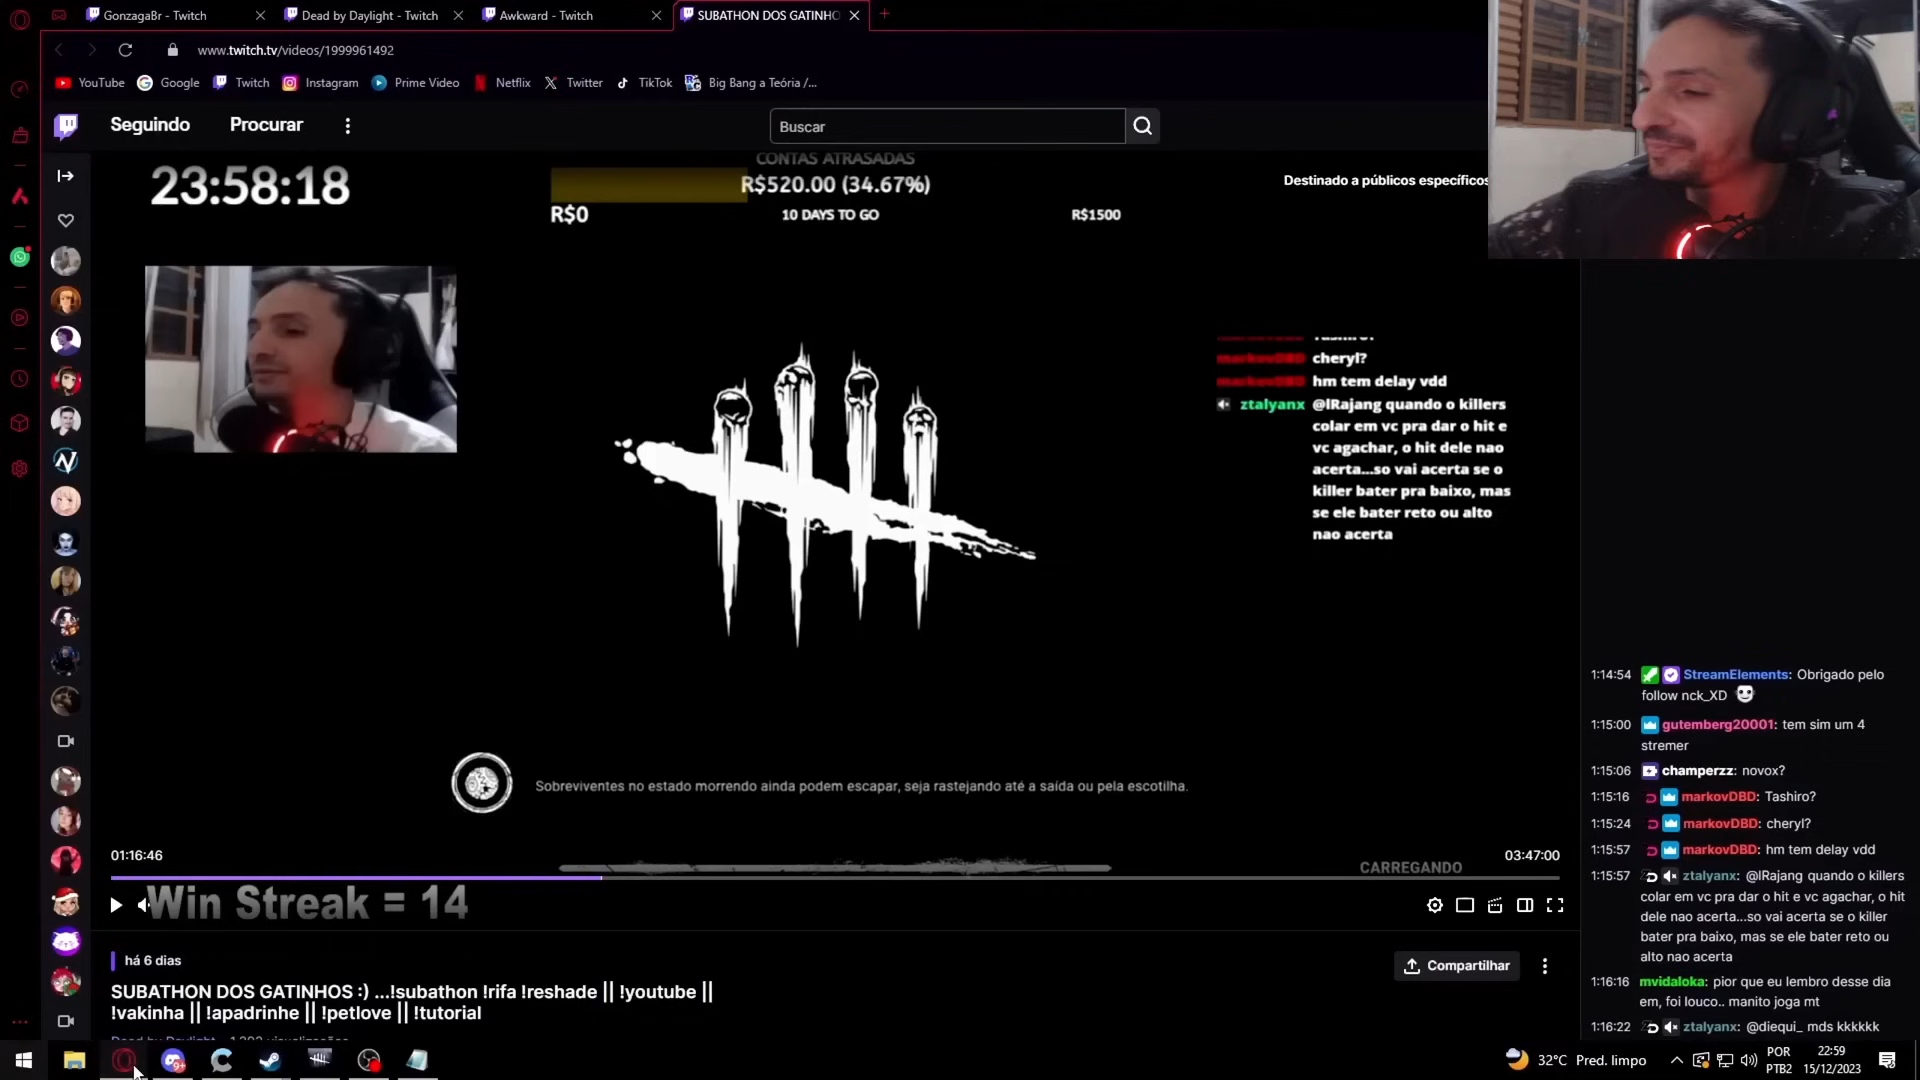 GonzagaBr - Twitch
Dead by Daylight - Twitch
Awkward - Twitch
SUBATHON DOS GATINHO
www.twitch.tv/videos/1999961492
YouTube
Google
Twitch
Instagram
Prime Video
Netflix
Twitter
TikTok
Big Bang a Teória /...
Seguindo
Procurar
Buscar
23:58:18
CONTAS ATRASADAS
R$520.00 (34.67%)
R$0
10 DAYS TO GO
R$1500
Destinado a públicos específicos
markovDBD Tashiro?
markovDBD cheryl?
markovDBD hm tem delay vdd
ztalyanx @lRajang quando o killers
colar em vc pra dar o hit e
vc agachar, o hit dele nao
acerta...so vai acerta se o
killer bater pra baixo, mas
se ele bater reto ou alto
nao acerta
Sobreviventes no estado morrendo ainda podem escapar, seja rastejando até a saída ou pela escotilha.
01:16:46
03:47:00
CARREGANDO
Win Streak = 14
há 6 dias
Compartilhar
SUBATHON DOS GATINHOS :) ...!subathon !rifa !reshade || !youtube ||
!vakinha || !apadrinhe || !petlove || !tutorial
Dead by Daylight
1:14:54 StreamElements: Obrigado pelo
follow nck_XD
1:15:00 gutemberg20001: tem sim um 4
stremer
1:15:06 champerzz: novox?
1:15:16 markovDBD: Tashiro?
1:15:24 markovDBD: cheryl?
1:15:57 markovDBD: hm tem delay vdd
1:15:57 ztalyanx: @lRajang quando o killers
colar em vc pra dar o hit e vc agachar, o hit
dele nao acerta...so vai acerta se o killer
bater pra baixo, mas se ele bater reto ou
alto nao acerta
1:16:16 mvidaloka: pior que eu lembro desse dia
em, foi louco.. manito joga mt
1:16:22 ztalyanx: @diequi_ mds kkkkkk
9+
32°C Pred. limpo
POR
PTB2
22:59
15/12/2023